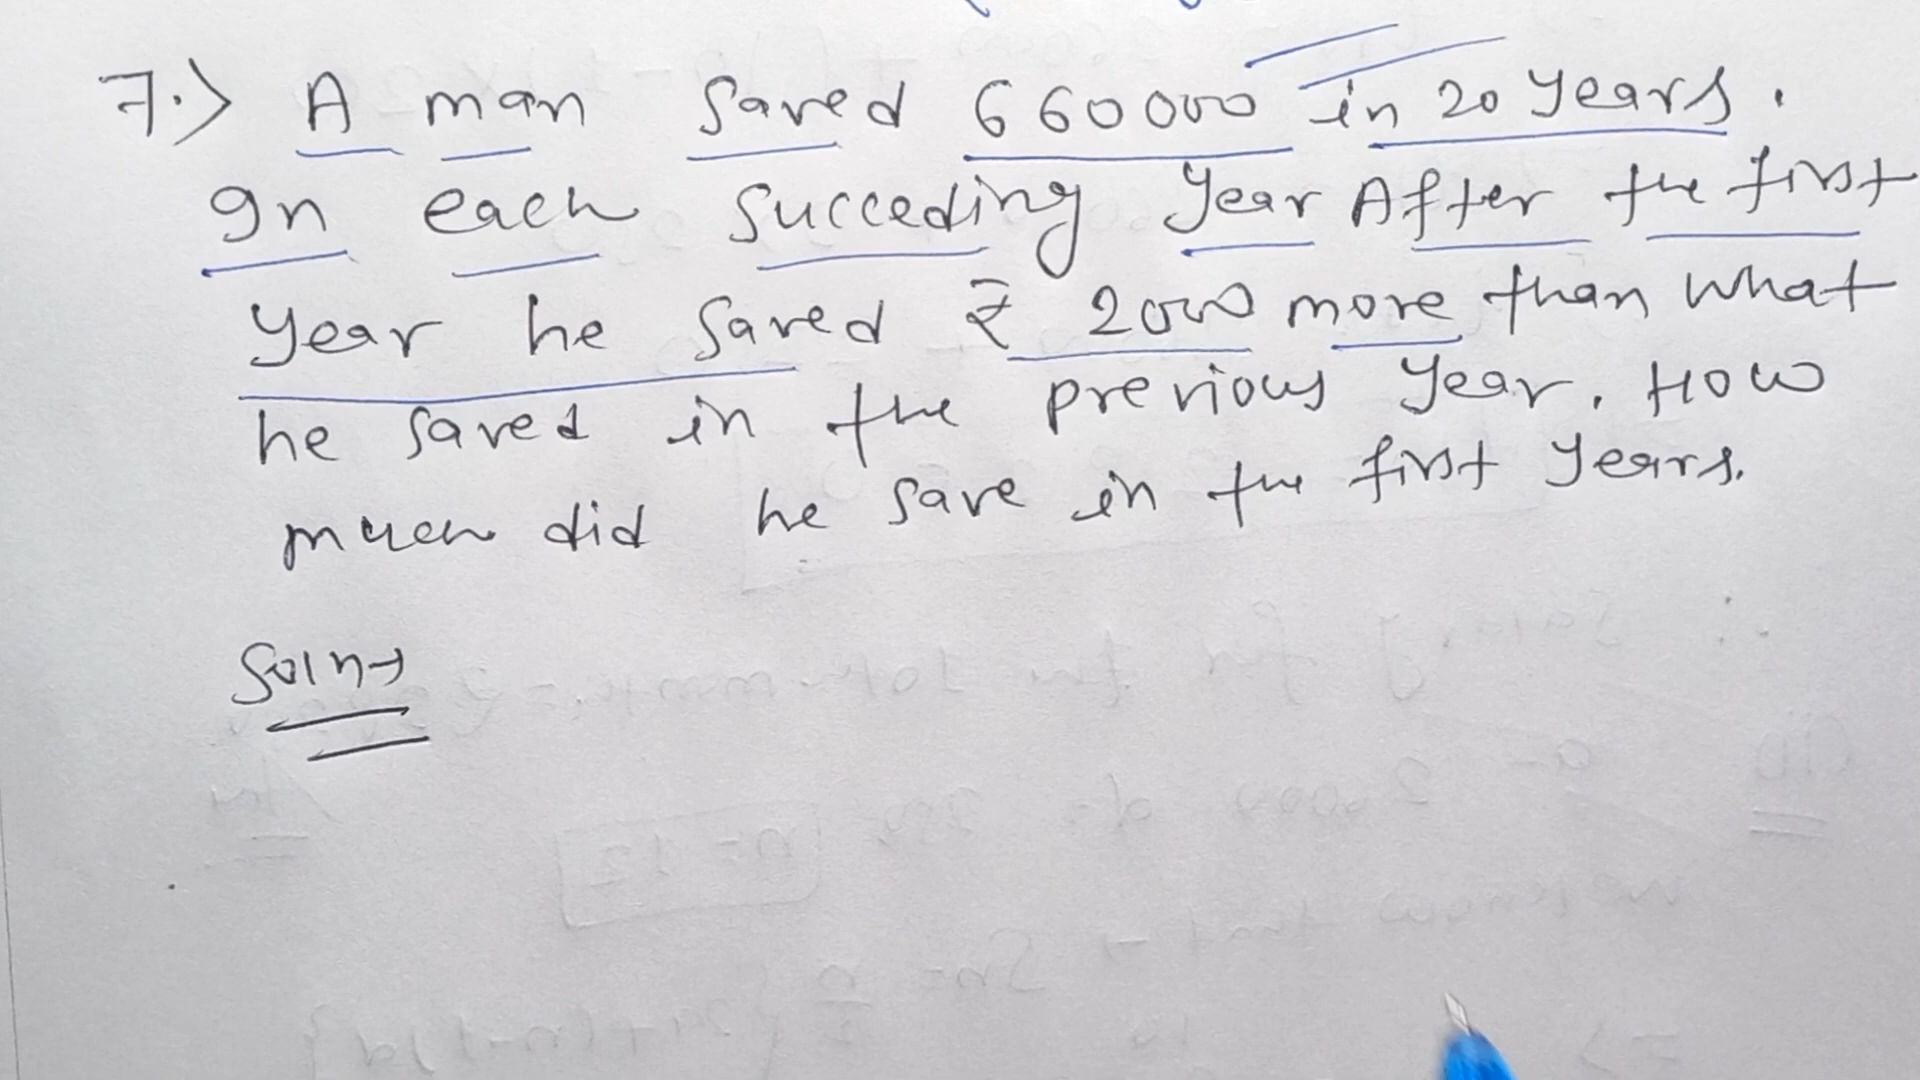 7.> A man saved 660000 in 20 years.
In each succeding year After the first
year he saved ₹ 2000 more than what
he saved in the previous year. How
much did he save in the first years.
Soln→